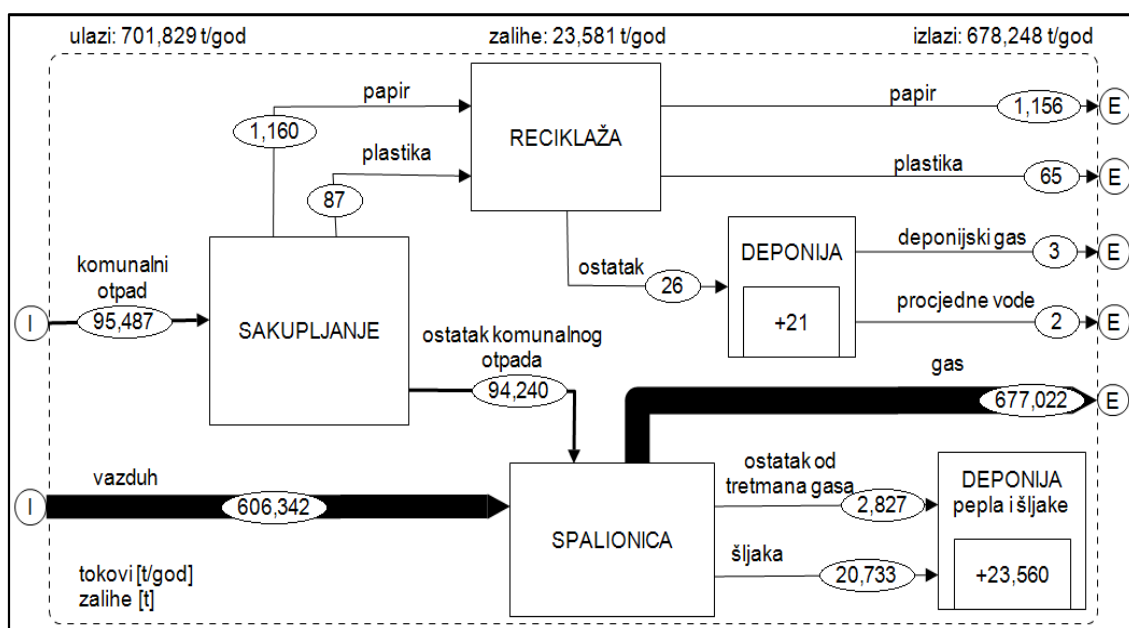 ulazi: 701,829 t/god
zalihe: 23,581 t/god
izlazi: 678,248 t/god
papir
1,160
plastika
87
RECIKLAŽA
papir
1,156
E
plastika
65
E
komunalni
otpad
I
95,487
SAKUPLJANJE
ostatak
26
DEPONIJA
+21
deponijski gas
3
E
procjedne vode
2
E
ostatak komunalnog
otpada
94,240
gas
677,022
E
vazduh
I
606,342
SPALIONICA
ostatak od
tretmana gasa
2,827
šljaka
20,733
DEPONIJA
pepla i šljake
+23,560
tokovi [t/god]
zalihe [t]